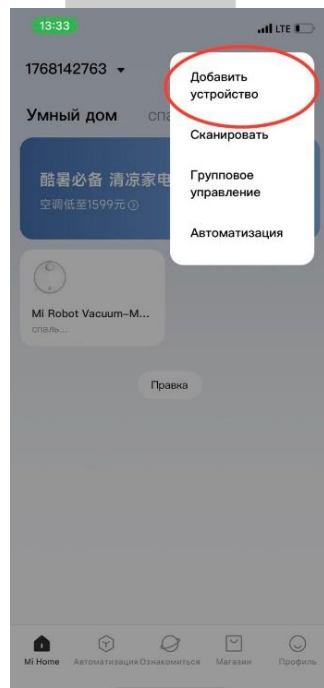 13:33
LTE
1768142763
Добавить
устройство
Умный дом
спа
Сканировать
Групповое
управление
Автоматизация
酷暑必备 清凉家电
空调低至1599元
Mi Robot Vacuum-M...
спаль...
Правка
Mi Home Автоматизация Ознакомиться Магазин Профиль